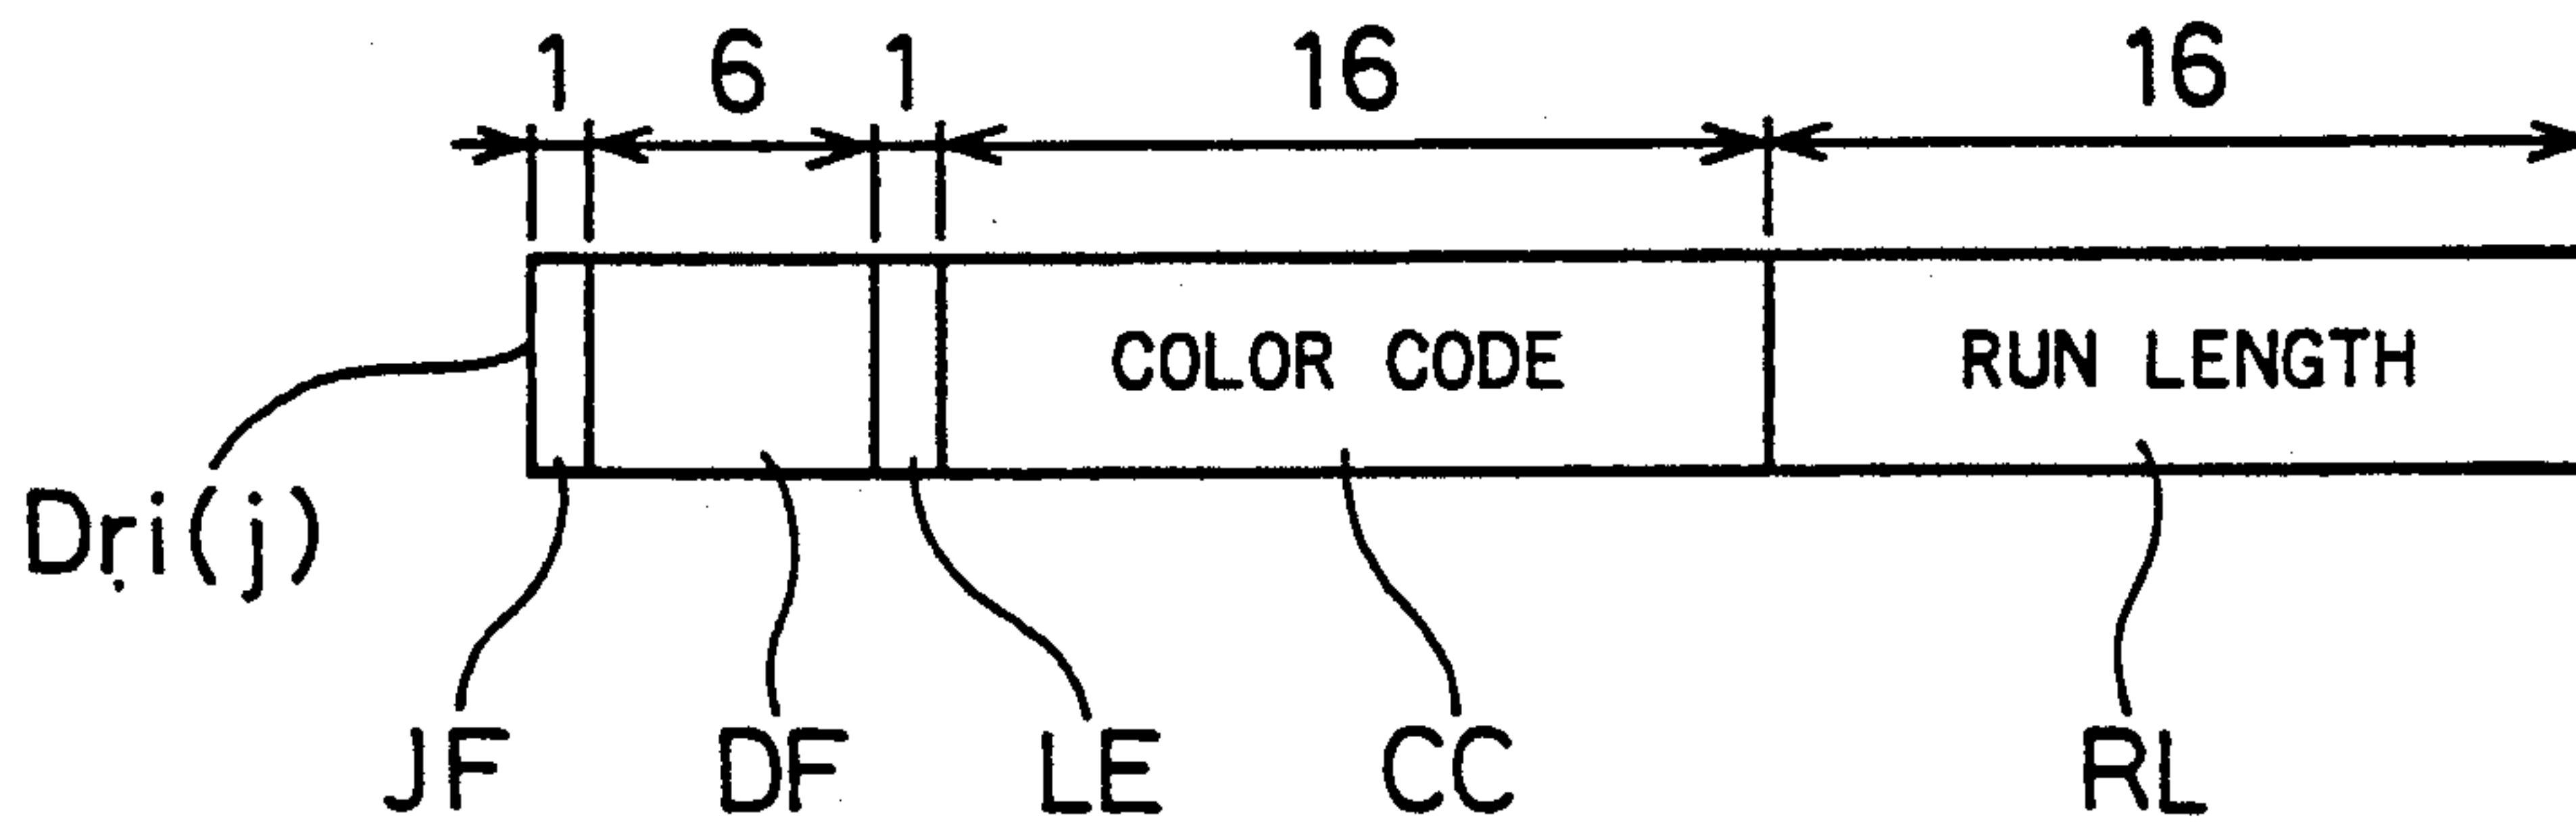 1 6 1 16 16
COLOR CODE RUN LENGTH
Dri(j)
JF DF LE CC RL